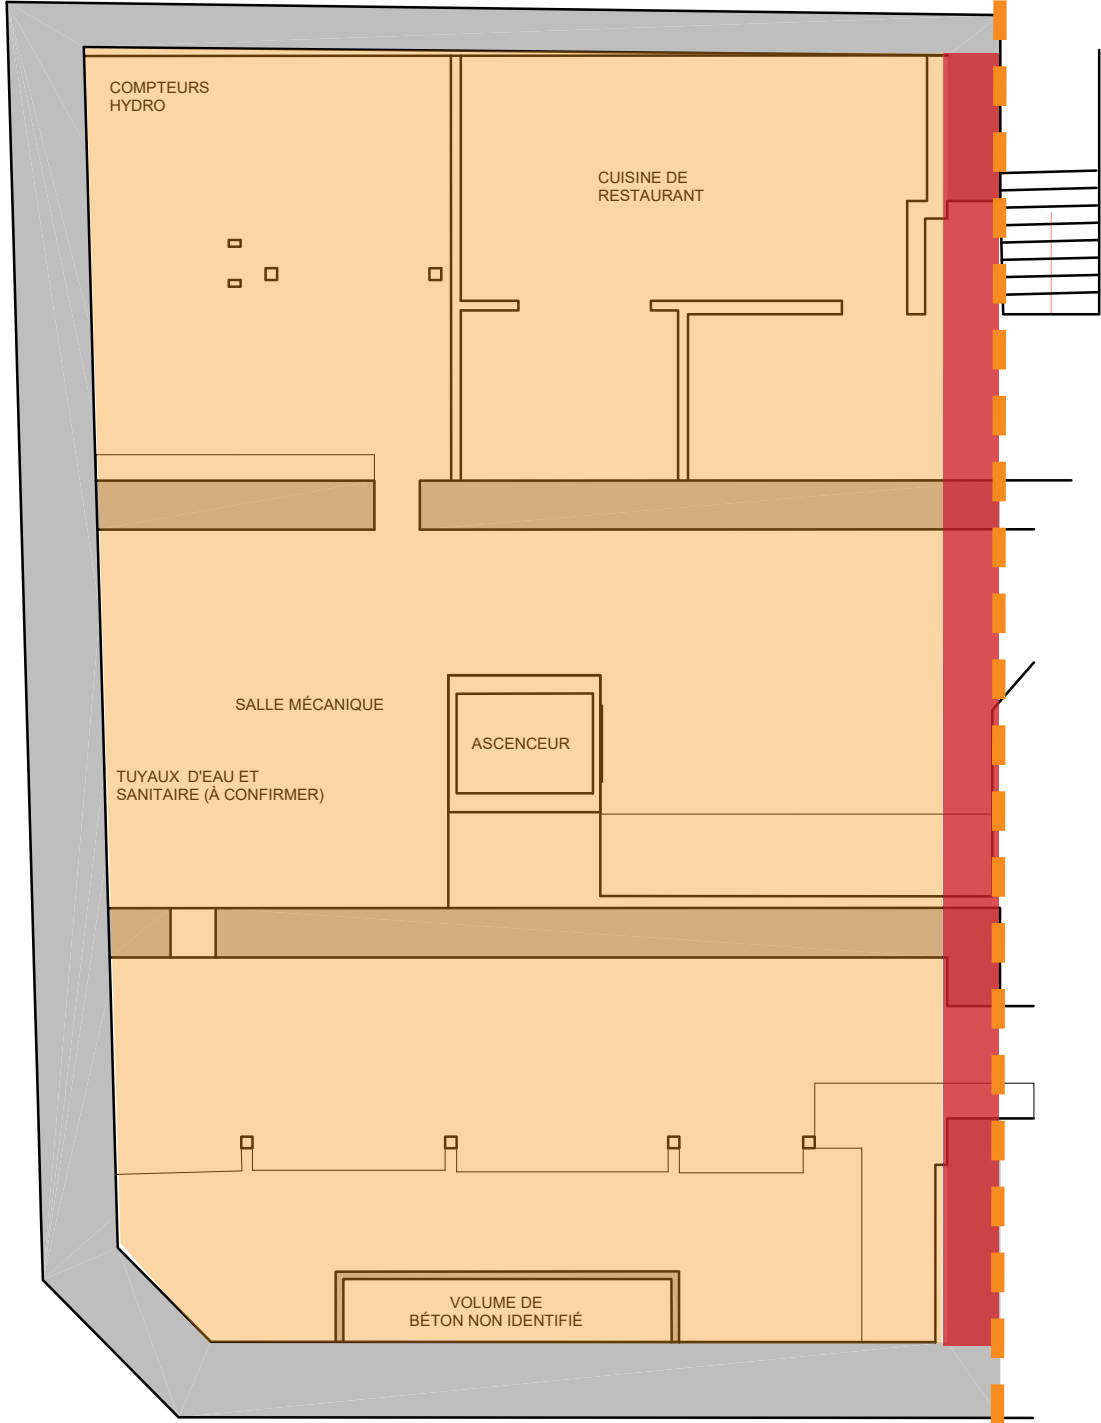 COMPTEURS
HYDRO
CUISINE DE
RESTAURANT
SALLE MÉCANIQUE
ASCENCEUR
TUYAUX D'EAU ET
SANITAIRE (À CONFIRMER)
VOLUME DE
BÉTON NON IDENTIFIÉ